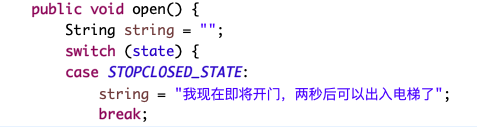 public void open() {
String string = "";
switch (state) {
case STOPCLOSED_STATE:
string = "我现在即将开门，两秒后可以出入电梯了";
break;